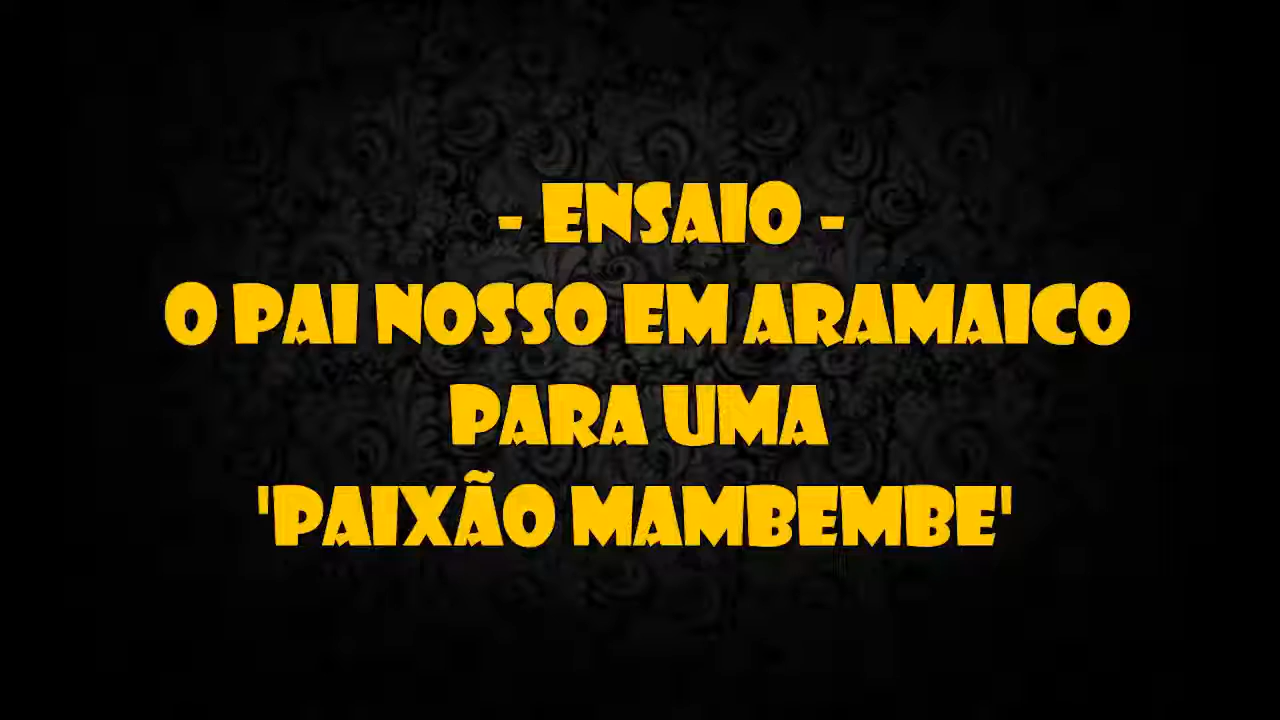 - ENSAIO -
O PAI NOSSO EM ARAMAICO
PARA UMA
'PAIXÃO MAMBEMBE'